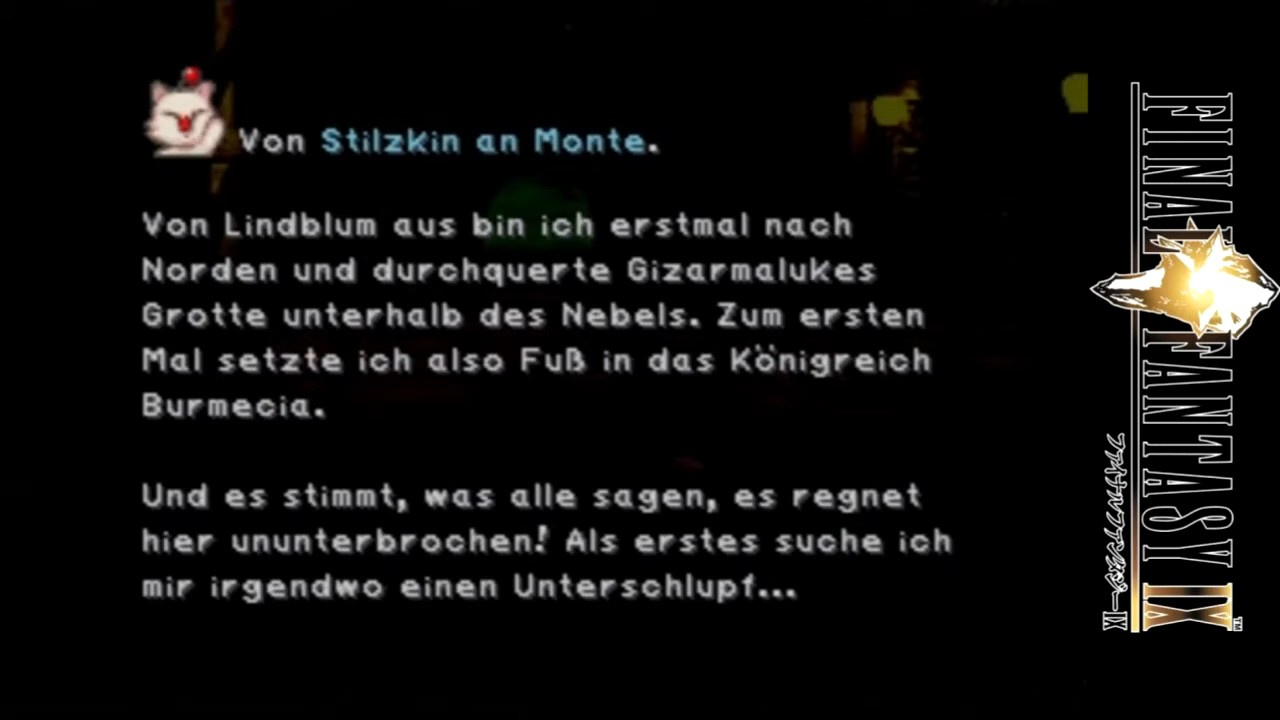 Von Stilzkin an Monte.
Von Lindblum aus bin ich erstmal nach
Norden und durchquerte Gizarmalukes
Grotte unterhalb des Nebels. Zum ersten
Mal setzte ich also Fuß in das Königreich
Burmecia.
Und es stimmt, was alle sagen, es regnet
hier ununterbrochen! Als erstes suche ich
mir irgendwo einen Unterschlupf...
FINAL FANTASY IX
TM